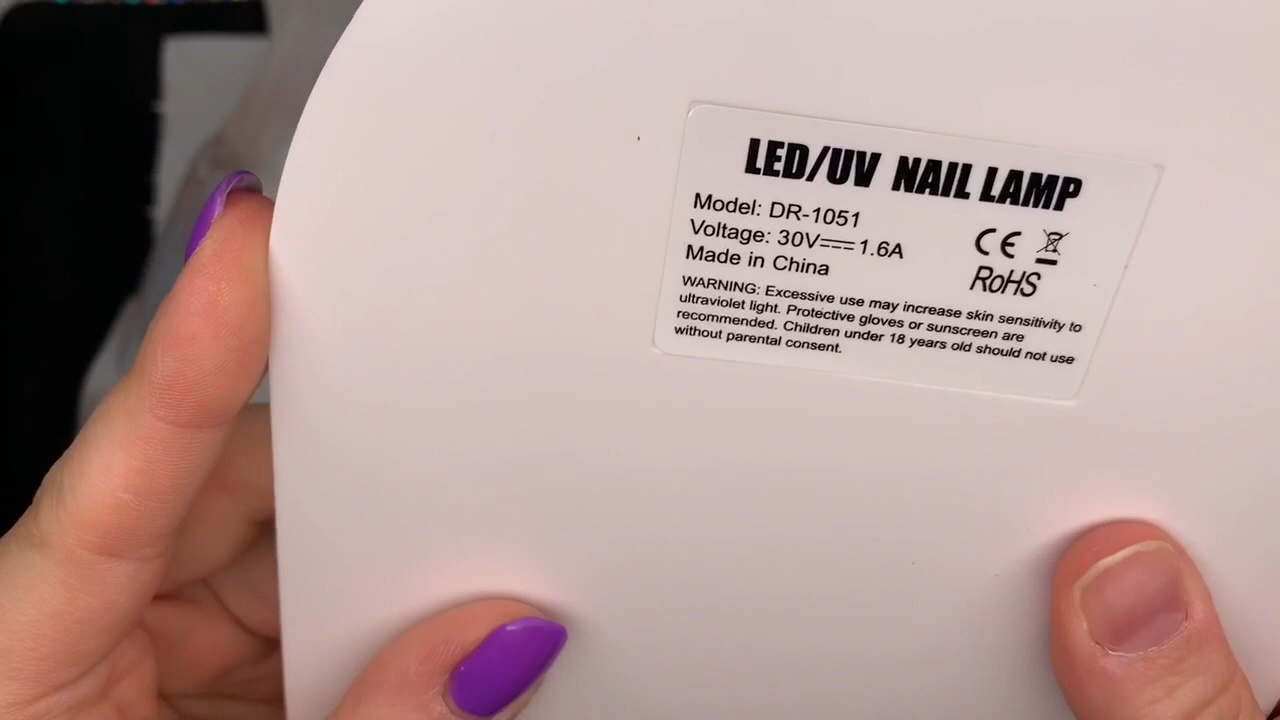 LED/UV NAIL LAMP
Model: DR-1051
Voltage: 30V⎓1.6A
Made in China
CE
RoHS
WARNING: Excessive use may increase skin sensitivity to
ultraviolet light. Protective gloves or sunscreen are
recommended. Children under 18 years old should not use
without parental consent.